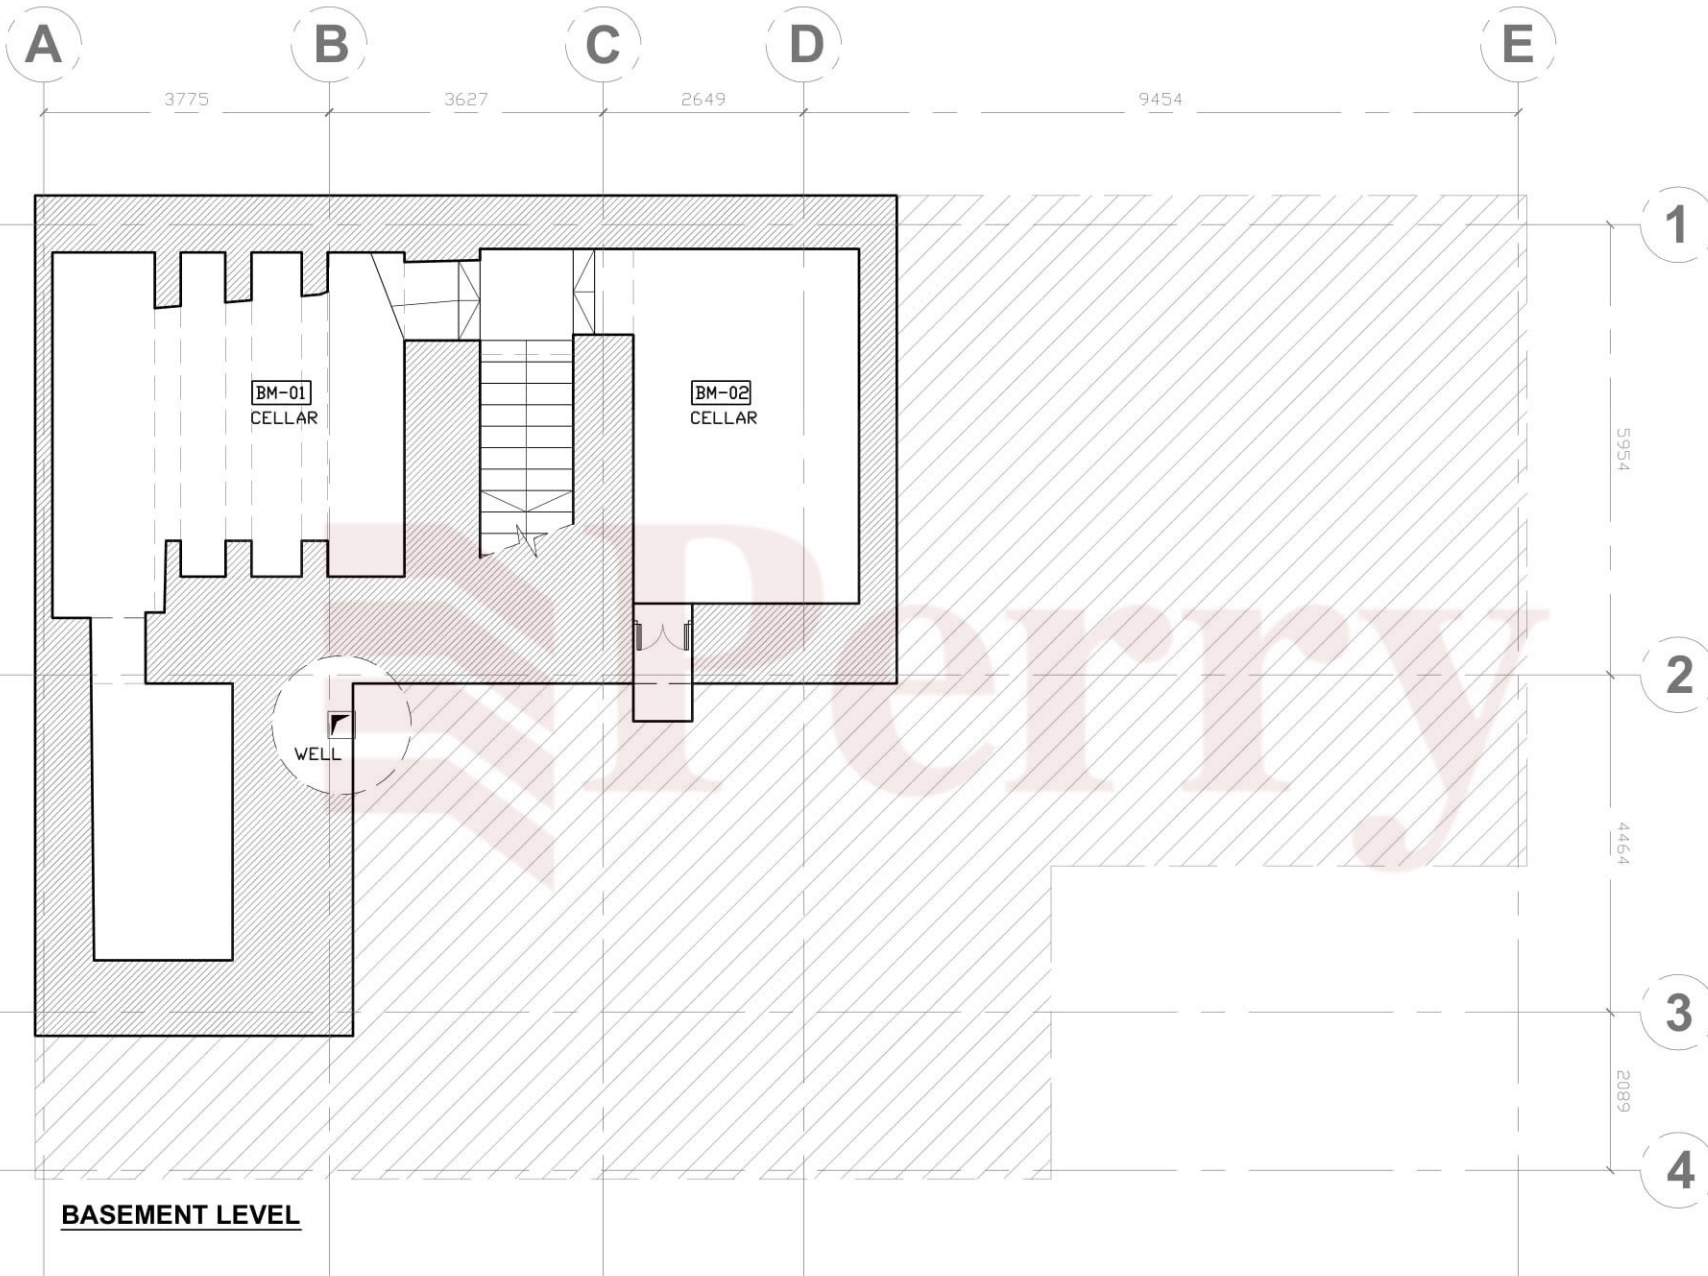 A B C D E
3775 3627 2649 9454
1
BM-01
CELLAR
BM-02
CELLAR
5954
Perry
2
WELL
4464
3
2089
4
BASEMENT LEVEL